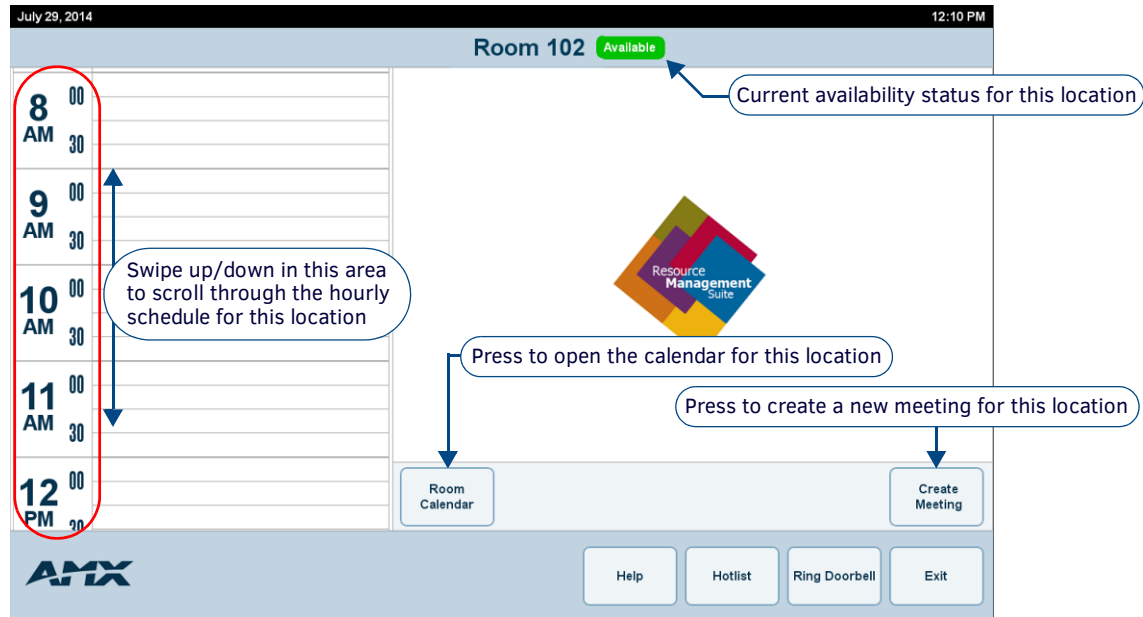 July 29, 2014
12:10 PM
Room 102
Available
Current availability status for this location
8
AM
00
30
9
AM
00
30
10
AM
00
30
11
AM
00
30
12
PM
00
30
Swipe up/down in this area
to scroll through the hourly
schedule for this location
Resource
Management
Suite
Press to open the calendar for this location
Press to create a new meeting for this location
Room
Calendar
Create
Meeting
AMX
Help
Hotlist
Ring Doorbell
Exit